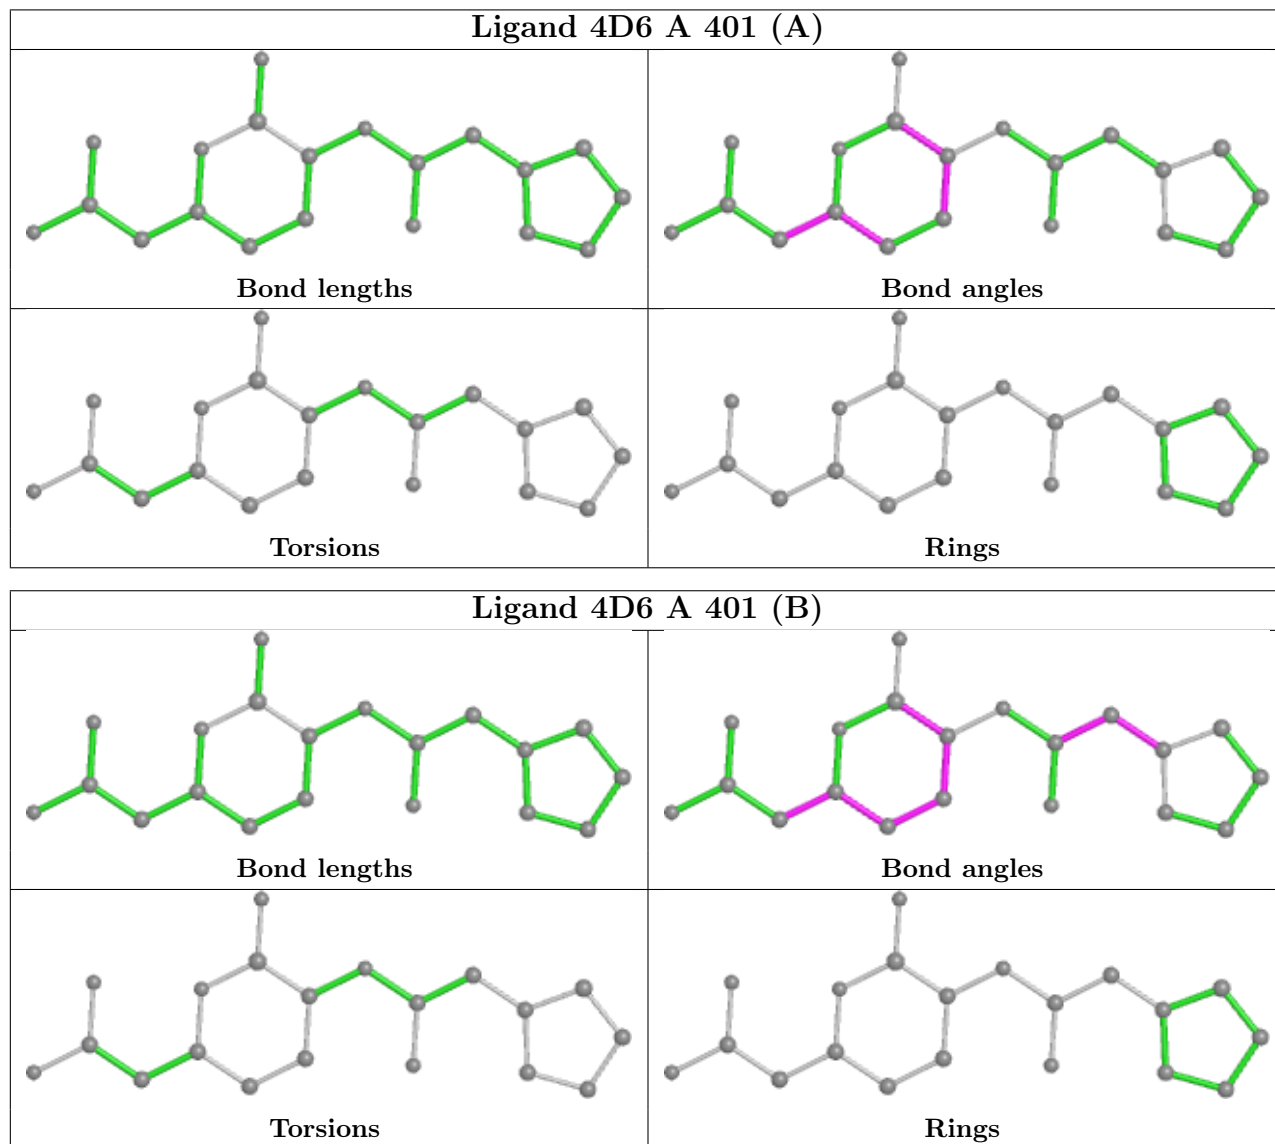 Ligand 4D6 A 401 (A)
Bond lengths
Bond angles
Torsions
Rings
Ligand 4D6 A 401 (B)
Bond lengths
Bond angles
Torsions
Rings